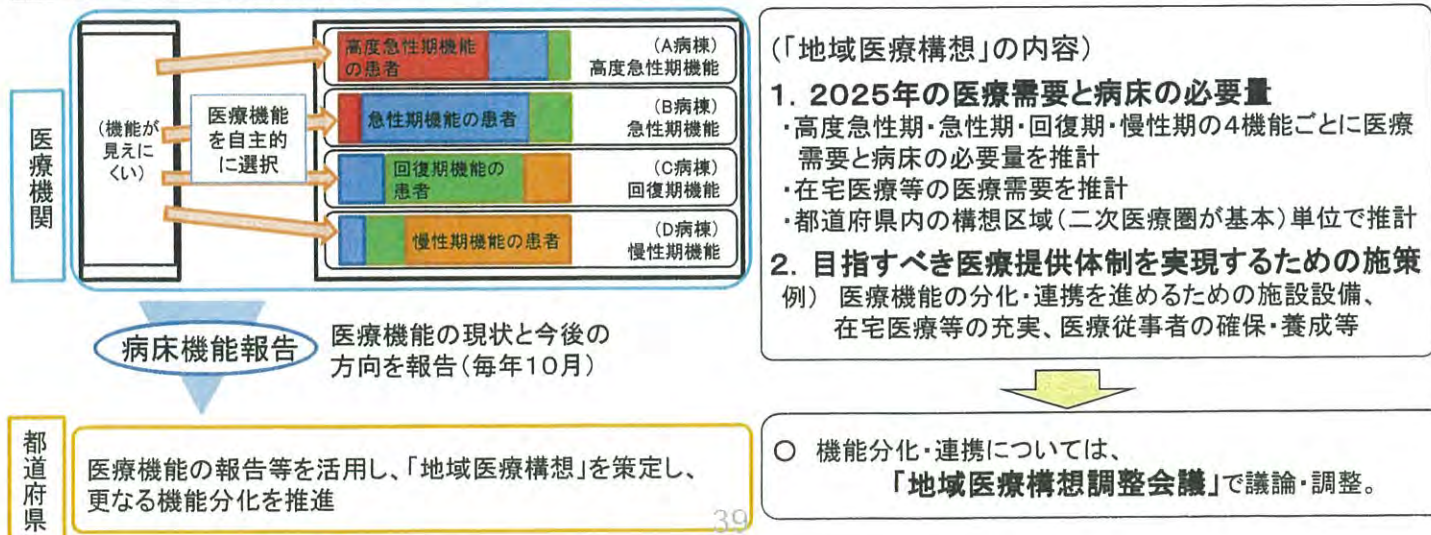 医療機関
(機能が
見えに
くい)
医療機能
を自主的
に選択
高度急性期機能
の患者
(A病棟)
高度急性期機能
急性期機能の患者
(B病棟)
急性期機能
回復期機能の
患者
(C病棟)
回復期機能
慢性期機能の患者
(D病棟)
慢性期機能
病床機能報告
医療機能の現状と今後の
方向を報告(毎年10月)
都道府県
医療機能の報告等を活用し、「地域医療構想」を策定し、
更なる機能分化を推進
(「地域医療構想」の内容)
1. 2025年の医療需要と病床の必要量
・高度急性期・急性期・回復期・慢性期の4機能ごとに医療
需要と病床の必要量を推計
・在宅医療等の医療需要を推計
・都道府県内の構想区域(二次医療圏が基本)単位で推計
2. 目指すべき医療提供体制を実現するための施策
例) 医療機能の分化・連携を進めるための施設設備、
在宅医療等の充実、医療従事者の確保・養成等
○ 機能分化・連携については、
「地域医療構想調整会議」で議論・調整。
39